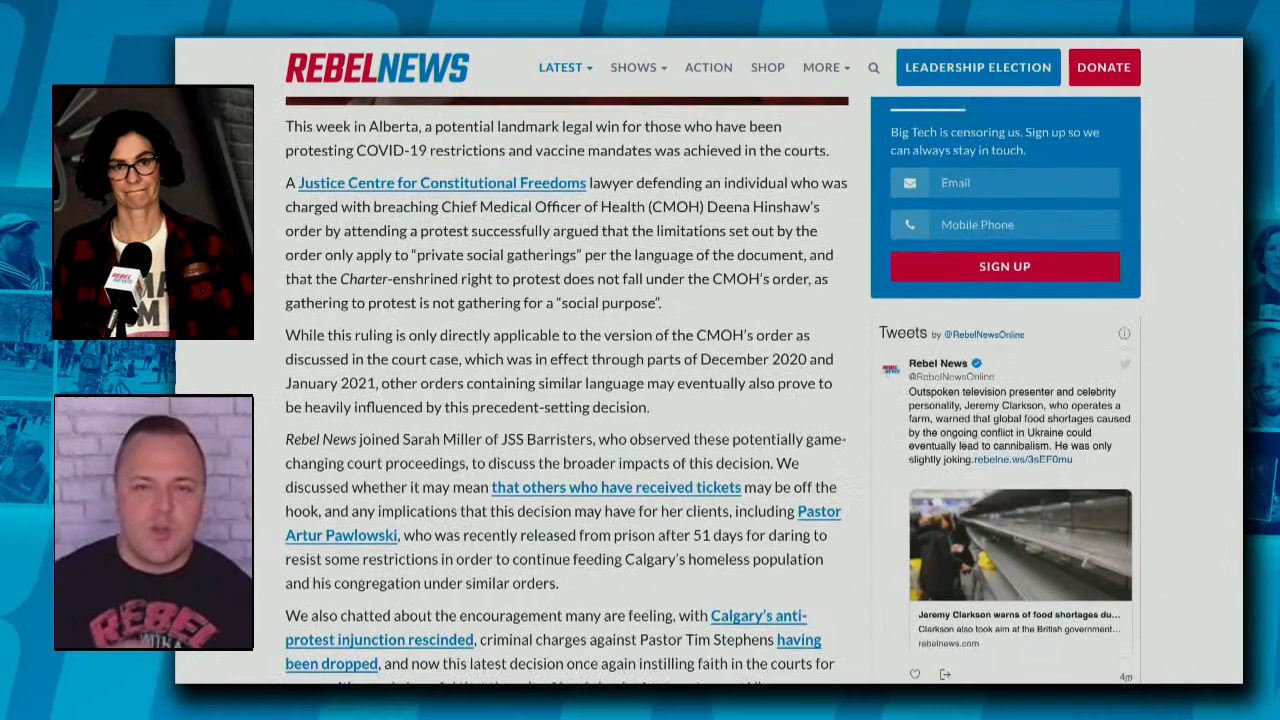 REBELNEWS
LATEST SHOWS ACTION SHOP MORE LEADERSHIP ELECTION DONATE
This week in Alberta, a potential landmark legal win for those who have been
protesting COVID-19 restrictions and vaccine mandates was achieved in the courts.
A Justice Centre for Constitutional Freedoms lawyer defending an individual who was
charged with breaching Chief Medical Officer of Health (CMOH) Deena Hinshaw's
order by attending a protest successfully argued that the limitations set out by the
order only apply to “private social gatherings” per the language of the document, and
that the Charter-enshrined right to protest does not fall under the CMOH's order, as
gathering to protest is not gathering for a “social purpose”.
While this ruling is only directly applicable to the version of the CMOH's order as
discussed in the court case, which was in effect through parts of December 2020 and
January 2021, other orders containing similar language may eventually also prove to
be heavily influenced by this precedent-setting decision.
Rebel News joined Sarah Miller of JSS Barristers, who observed these potentially game-
changing court proceedings, to discuss the broader impacts of this decision. We
discussed whether it may mean that others who have received tickets may be off the
hook, and any implications that this decision may have for her clients, including Pastor
Artur Pawlowski, who was recently released from prison after 51 days for daring to
resist some restrictions in order to continue feeding Calgary's homeless population
and his congregation under similar orders.
We also chatted about the encouragement many are feeling, with Calgary's anti-
protest injunction rescinded, criminal charges against Pastor Tim Stephens having
been dropped, and now this latest decision once again instilling faith in the courts for
Big Tech is censoring us. Sign up so we
can always stay in touch.
Email
Mobile Phone
SIGN UP
Tweets by @RebelNewsOnline
Rebel News
@RebelNewsOnline
Outspoken television presenter and celebrity
personality, Jeremy Clarkson, who operates a
farm, warned that global food shortages caused
by the ongoing conflict in Ukraine could
eventually lead to cannibalism. He was only
slightly joking.rebelne.ws/3sEF0mu
Jeremy Clarkson warns of food shortages du...
Clarkson also took aim at the British government...
rebelnews.com
4m
REBEL
NEWS
REBEL